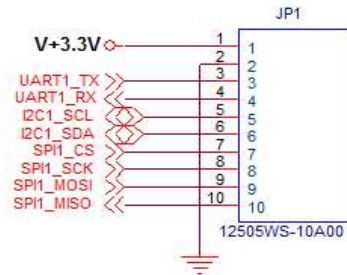 JP1
V+3.3V 1 1
2 2
UART1_TX 3 3
UART1_RX 4 4
I2C1_SCL 5 5
I2C1_SDA 6 6
SPI1_CS 7 7
SPI1_SCK 8 8
SPI1_MOSI 9 9
SPI1_MISO 10 10
12505WS-10A00